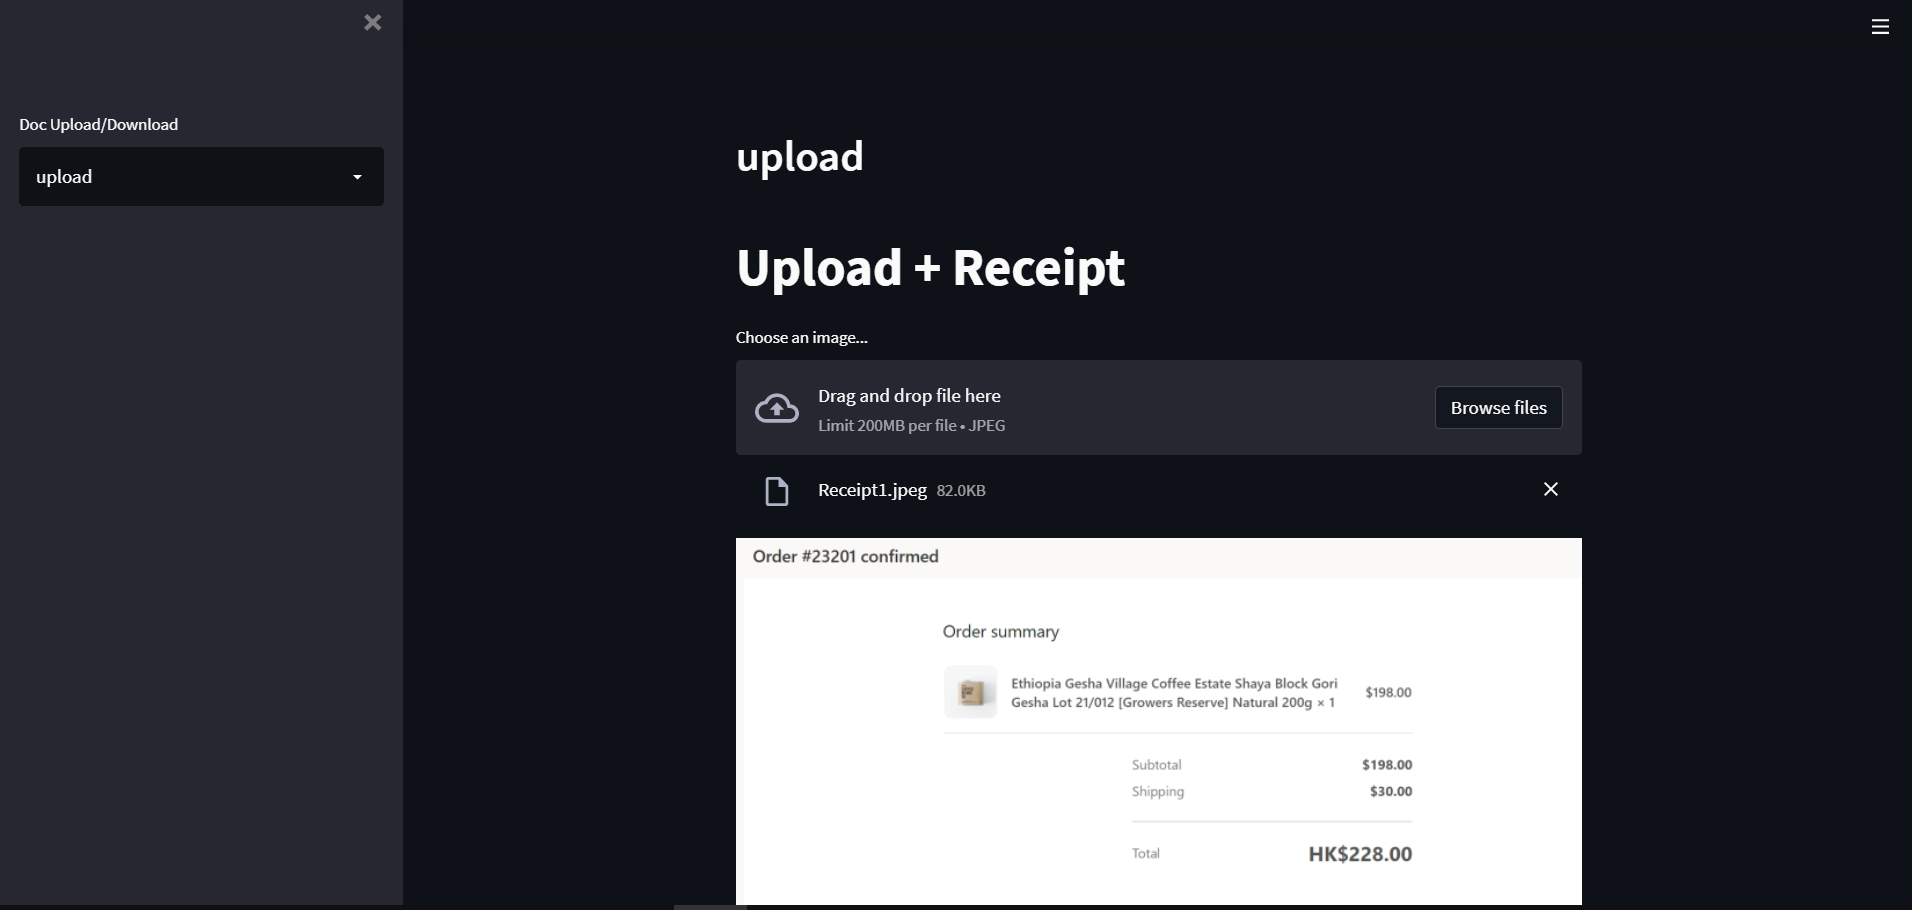 Doc Upload/Download
upload
upload
Upload + Receipt
Choose an image...
Drag and drop file here
Limit 200MB per file • JPEG
Browse files
Receipt1.jpeg 82.0KB
Order #23201 confirmed
Order summary
Ethiopia Gesha Village Coffee Estate Shaya Block Gori
Gesha Lot 21/012 [Growers Reserve] Natural 200g × 1
$198.00
Subtotal $198.00
Shipping $30.00
Total HK$228.00